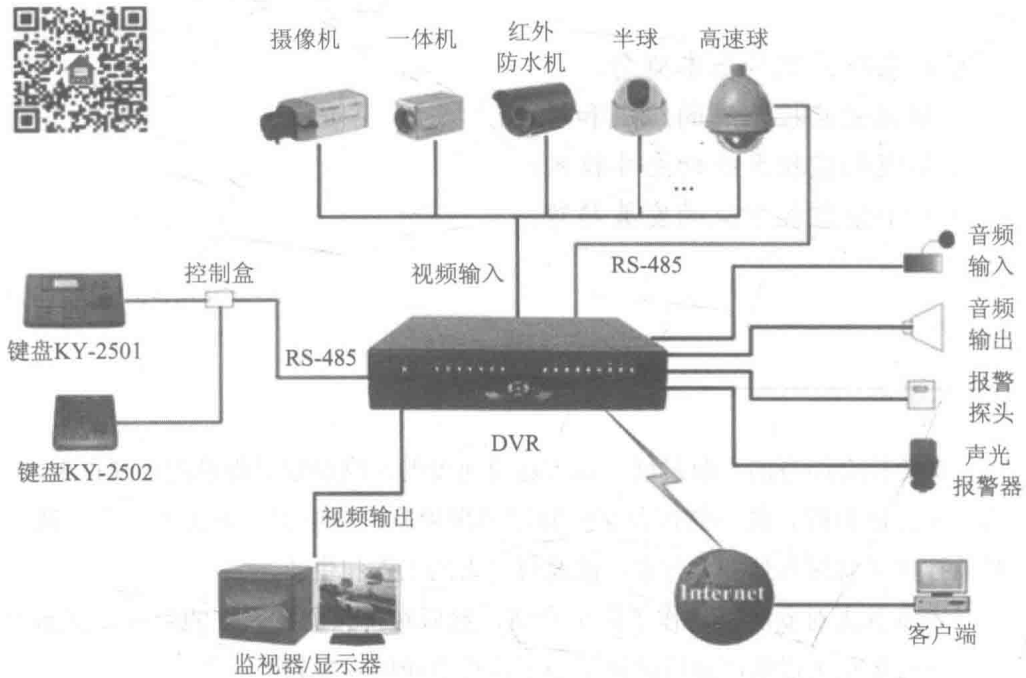 摄像机
一体机
红外
防水机
半球
高速球
...
控制盒
视频输入
RS-485
音频
输入
键盘KY-2501
RS-485
音频
输出
报警
探头
DVR
键盘KY-2502
声光
报警器
视频输出
Internet
监视器/显示器
客户端